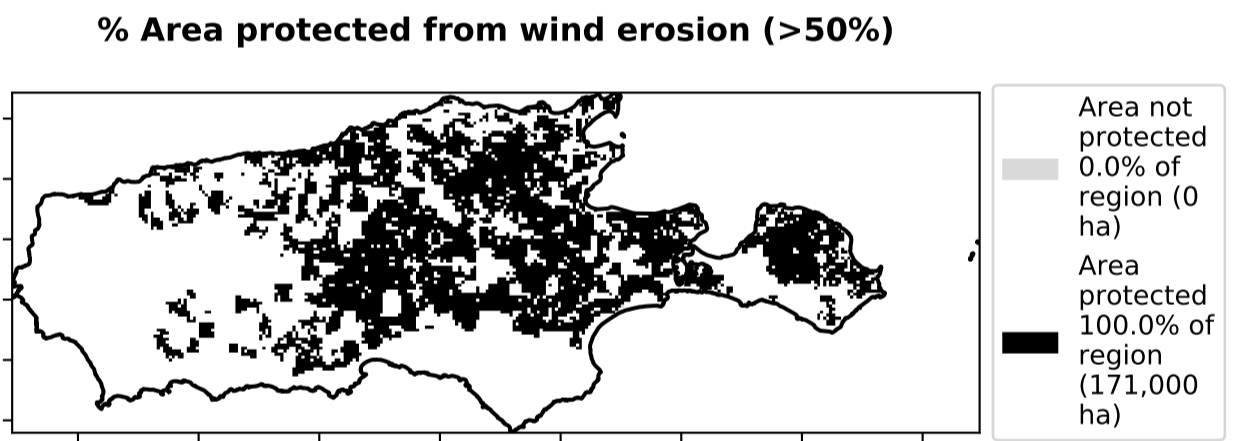 % Area protected from wind erosion (>50%)
Area not
protected
0.0% of
region (0
ha)
Area
protected
100.0% of
region
(171,000
ha)